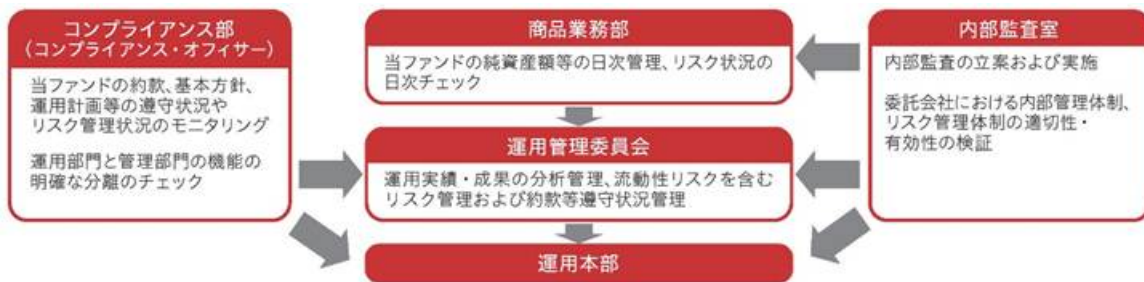 コンプライアンス部
（コンプライアンス・オフィサー）
当ファンドの約款、基本方針、
運用計画等の遵守状況や
リスク管理状況のモニタリング
運用部門と管理部門の機能の
明確な分離のチェック
商品業務部
当ファンドの純資産額等の日次管理、リスク状況の
日次チェック
運用管理委員会
運用実績・成果の分析管理、流動性リスクを含む
リスク管理および約款等遵守状況管理
運用本部
内部監査室
内部監査の立案および実施
委託会社における内部管理体制、
リスク管理体制の適切性・
有効性の検証